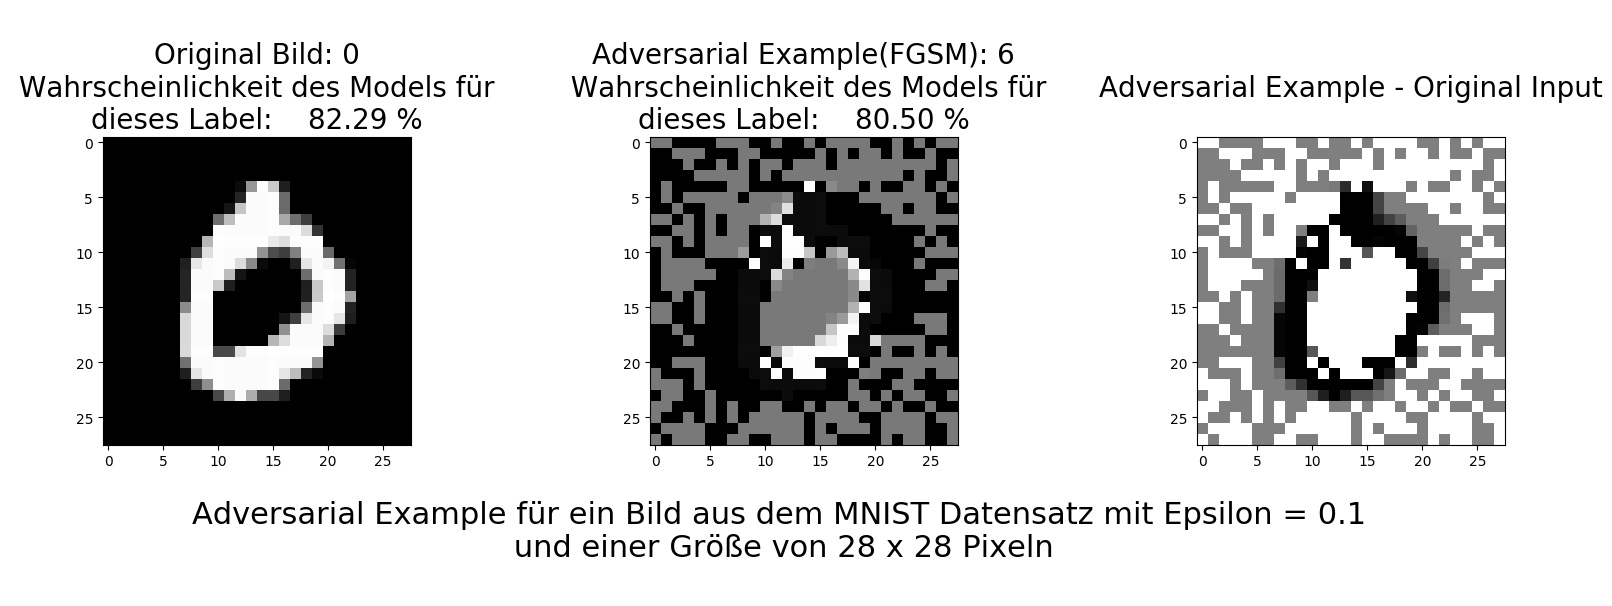 Original Bild: 0
Wahrscheinlichkeit des Models für
dieses Label: 82.29 %
0
5
10
15
20
25
0 5 10 15 20 25
Adversarial Example(FGSM): 6
Wahrscheinlichkeit des Models für
dieses Label: 80.50 %
0
5
10
15
20
25
0 5 10 15 20 25
Adversarial Example - Original Input
0
5
10
15
20
25
0 5 10 15 20 25
Adversarial Example für ein Bild aus dem MNIST Datensatz mit Epsilon = 0.1
und einer Größe von 28 x 28 Pixeln